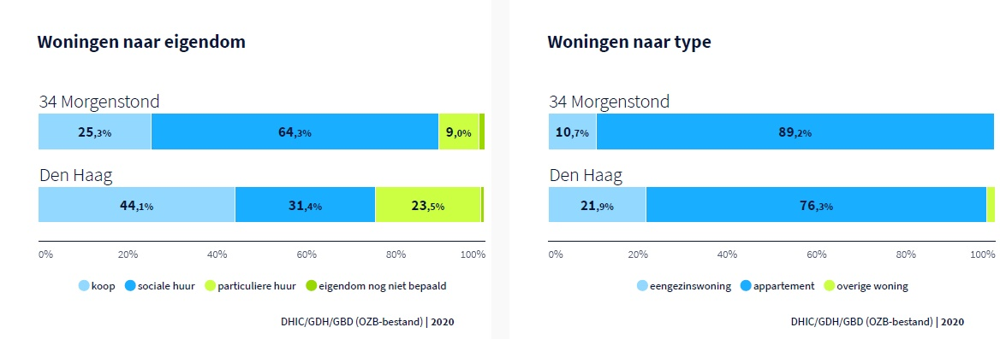 Woningen naar eigendom
34 Morgenstond
25,3% 64,3% 9,0%
Den Haag
44,1% 31,4% 23,5%
0% 20% 40% 60% 80% 100%
koop sociale huur particuliere huur eigendom nog niet bepaald
DHIC/GDH/GBD (OZB-bestand) | 2020
Woningen naar type
34 Morgenstond
10,7% 89,2%
Den Haag
21,9% 76,3%
0% 20% 40% 60% 80% 100%
eengezinswoning appartement overige woning
DHIC/GDH/GBD (OZB-bestand) | 2020